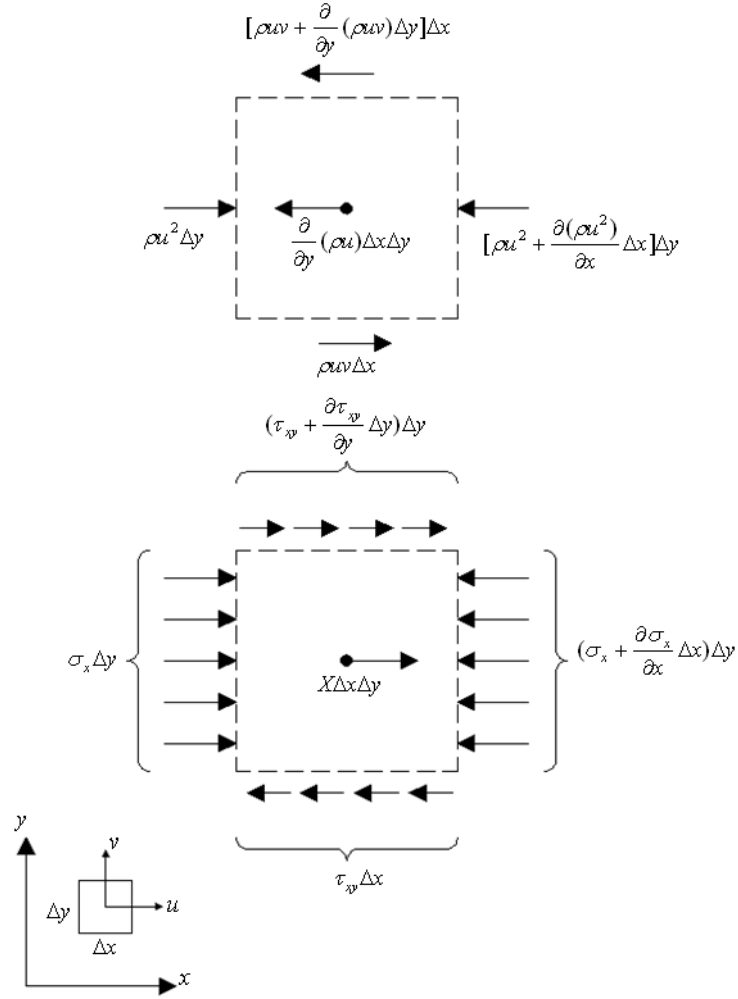 [ρuv + ∂/∂y (ρuv)Δy]Δx
ρu²Δy
∂/∂y (ρu)ΔxΔy
[ρu² + ∂(ρu²)/∂x Δx]Δy
ρuvΔx
(τxy + ∂τxy/∂y Δy)Δy
σxΔy
XΔxΔy
(σx + ∂σx/∂x Δx)Δy
τxyΔx
y
v
Δy
u
Δx
x